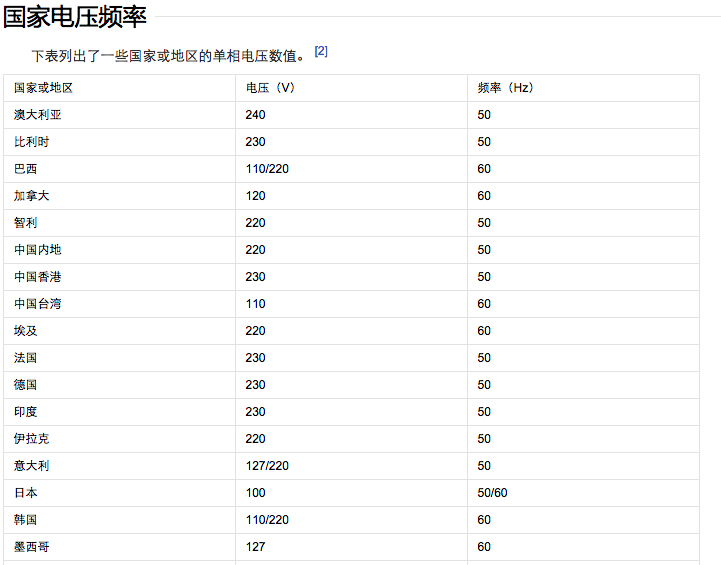 国家电压频率
下表列出了一些国家或地区的单相电压数值。 [2]
国家或地区 电压（V） 频率（Hz）
澳大利亚 240 50
比利时 230 50
巴西 110/220 60
加拿大 120 60
智利 220 50
中国内地 220 50
中国香港 230 50
中国台湾 110 60
埃及 220 60
法国 230 50
德国 230 50
印度 230 50
伊拉克 220 50
意大利 127/220 50
日本 100 50/60
韩国 110/220 60
墨西哥 127 60